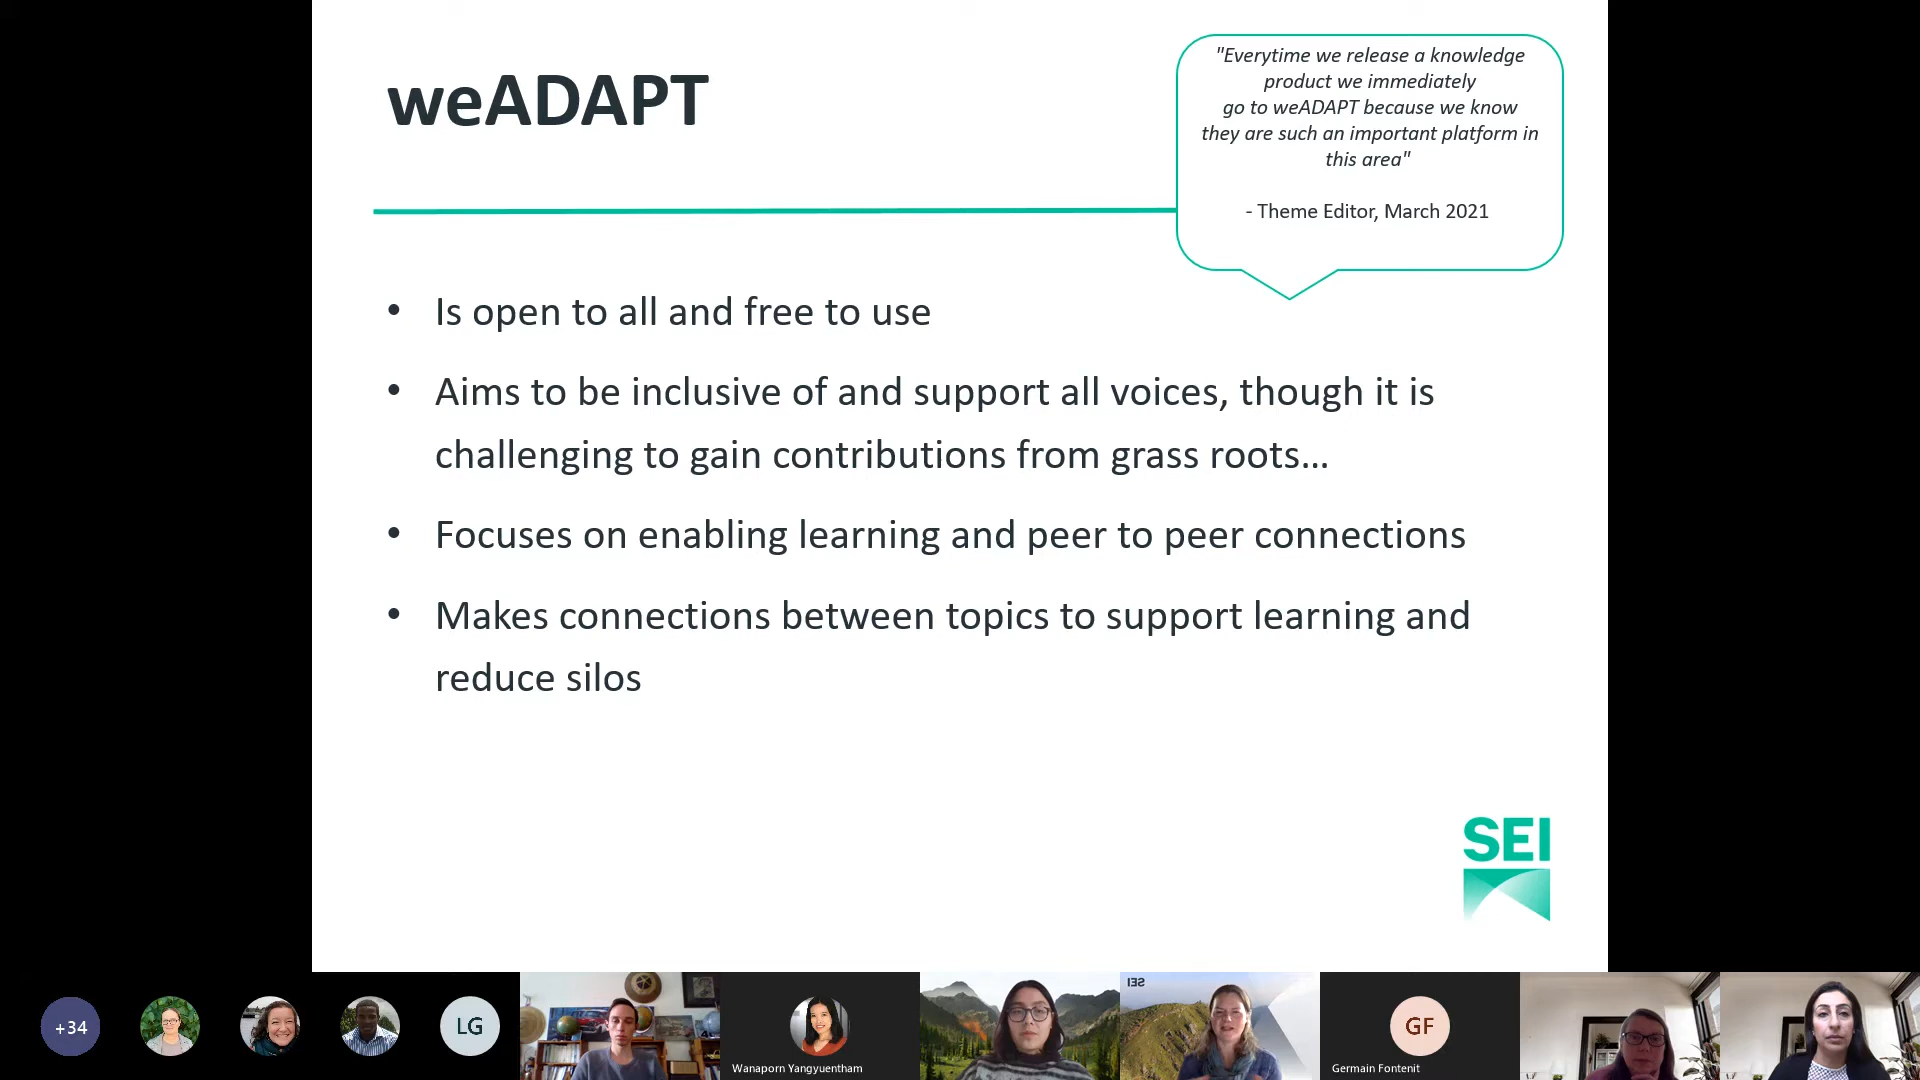 weADAPT
"Everytime we release a knowledge
product we immediately
go to weADAPT because we know
they are such an important platform in
this area"
- Theme Editor, March 2021
• Is open to all and free to use
• Aims to be inclusive of and support all voices, though it is
challenging to gain contributions from grass roots…
• Focuses on enabling learning and peer to peer connections
• Makes connections between topics to support learning and
reduce silos
SEI
+34
LG
Wanaporn Yangyuentham
SEI
GF
Germain Fontenit